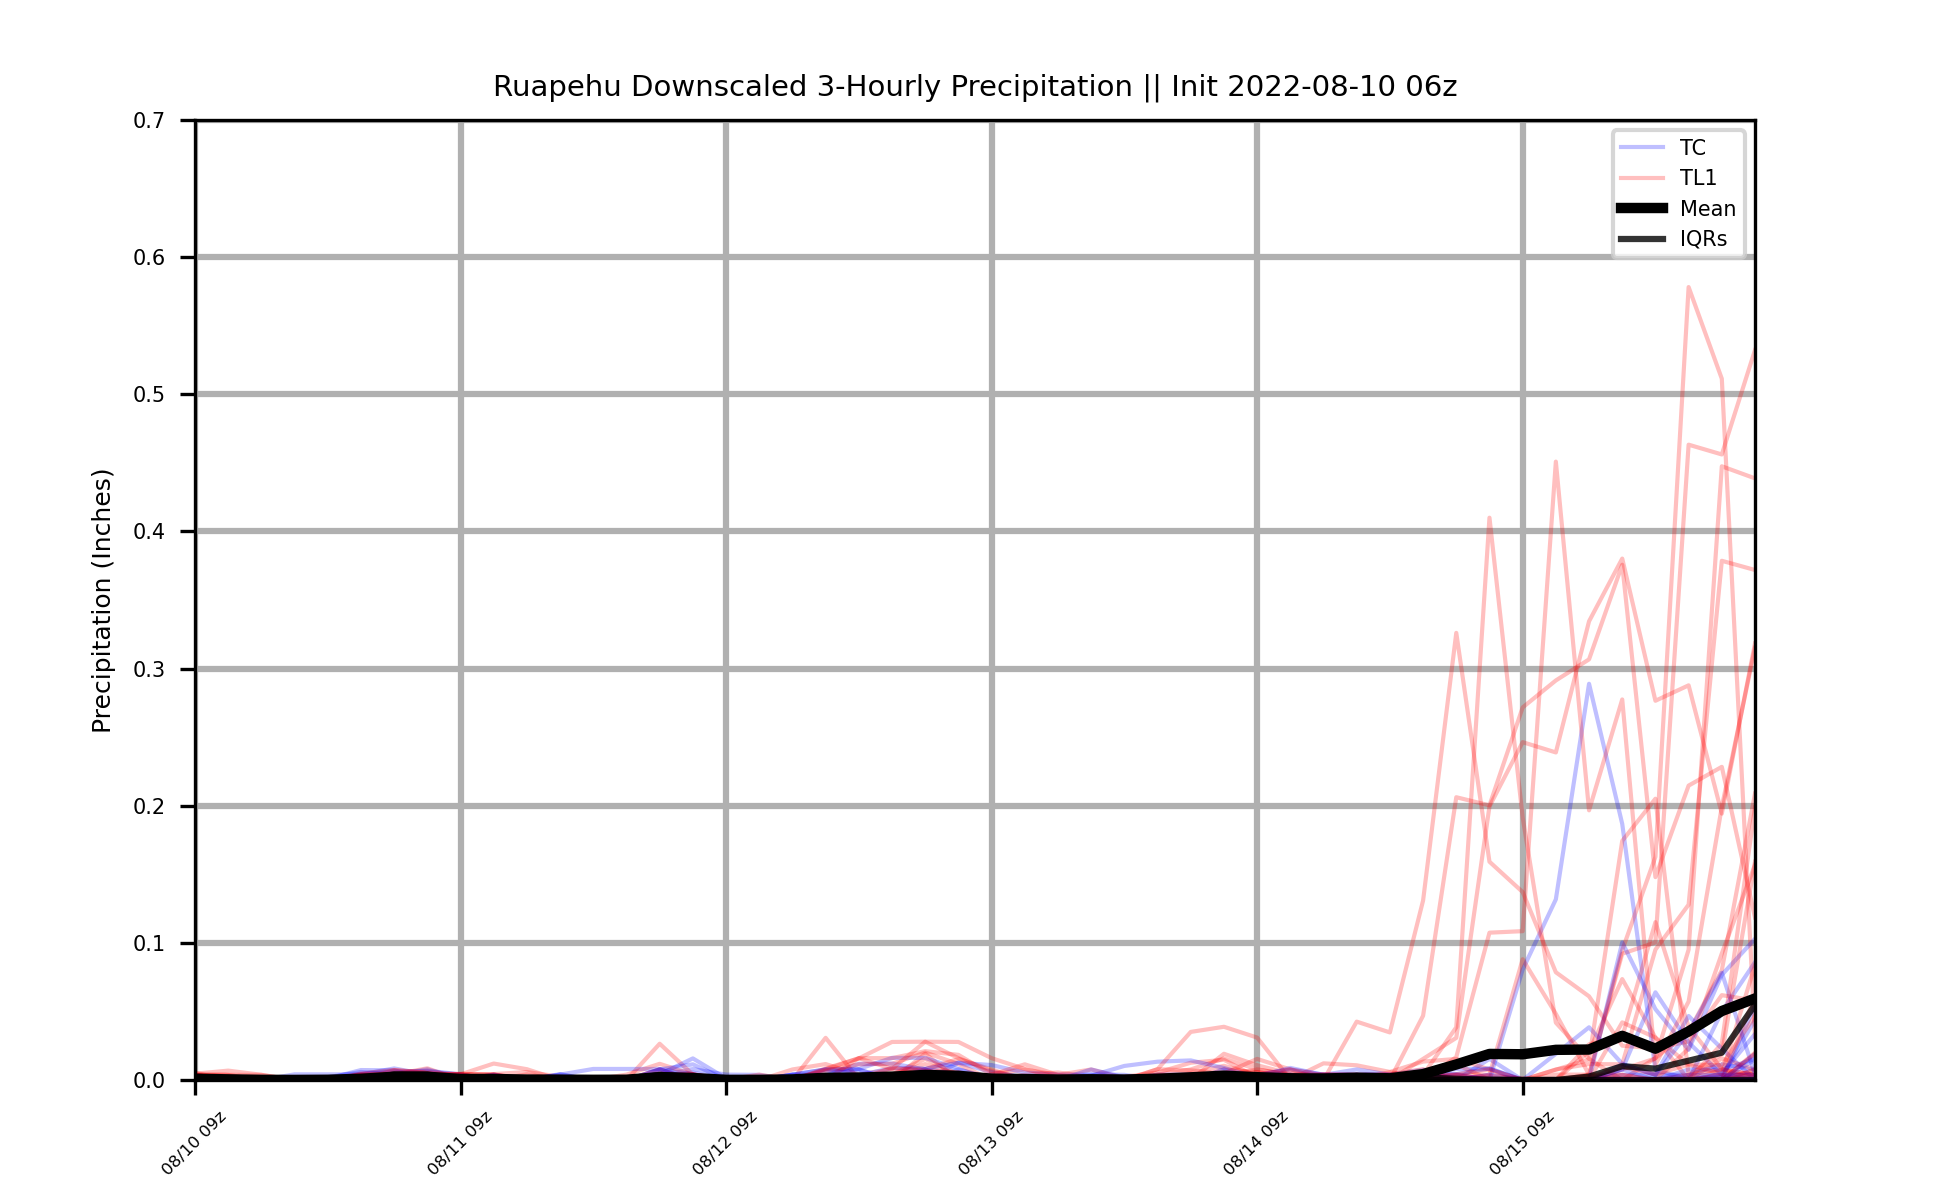 Ruapehu Downscaled 3-Hourly Precipitation || Init 2022-08-10 06z
TC
TL1
Mean
IQRs
Precipitation (Inches)
0.7
0.6
0.5
0.4
0.3
0.2
0.1
0.0
08/10 09z
08/11 09z
08/12 09z
08/13 09z
08/14 09z
08/15 09z